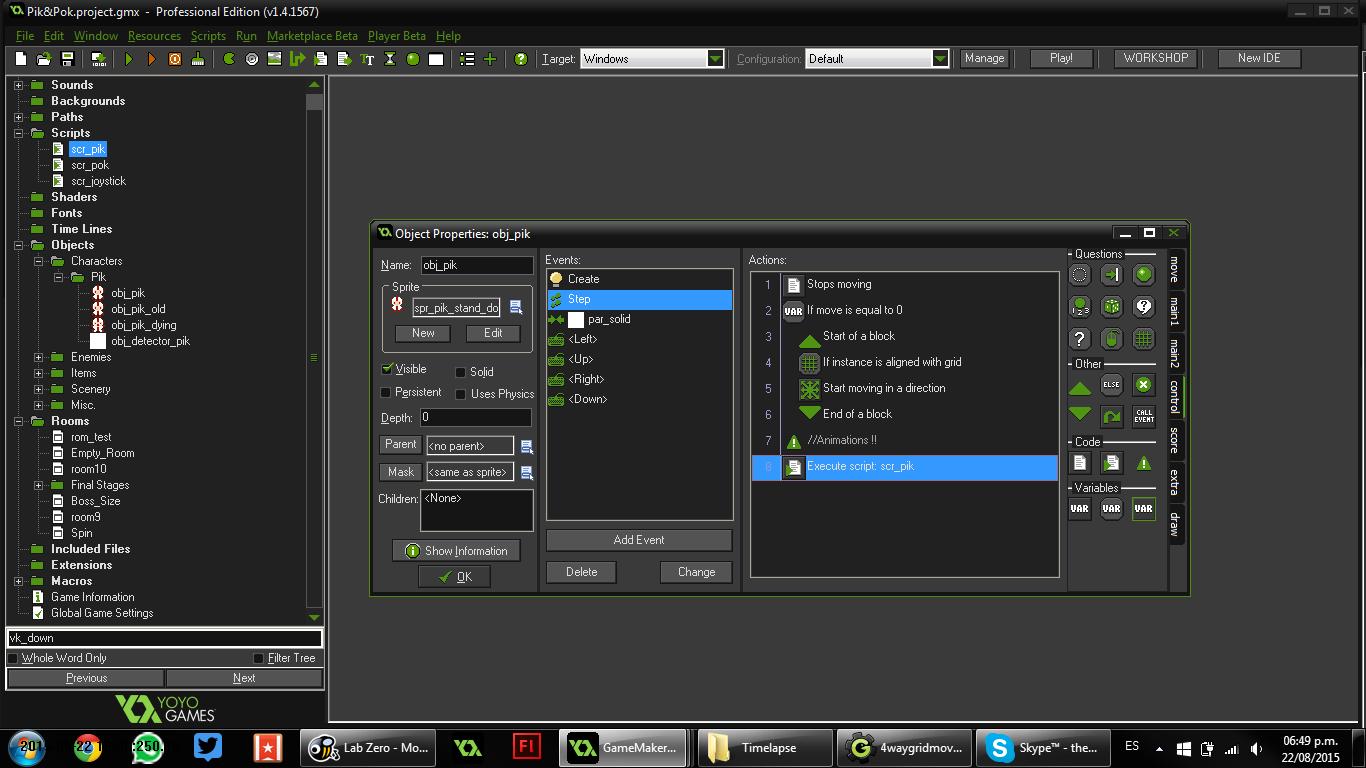 Pik&Pok.project.gmx - Professional Edition (v1.4.1567)
File Edit Window Resources Scripts Run Marketplace Beta Player Beta Help
Target: Windows Configuration: Default Manage Play! WORKSHOP New IDE
Sounds
Backgrounds
Paths
Scripts
scr_pik
scr_pok
scr_joystick
Shaders
Fonts
Time Lines
Objects
Characters
Pik
obj_pik
obj_pik_old
obj_pik_dying
obj_detector_pik
Enemies
Items
Scenery
Misc.
Rooms
rom_test
Empty_Room
room10
Final Stages
Boss_Size
room9
Spin
Included Files
Extensions
Macros
Game Information
Global Game Settings
vk_down
Whole Word Only Filter Tree
Previous Next
YOYO
GAMES™
Object Properties: obj_pik
Name: obj_pik
Sprite
spr_pik_stand_do
New Edit
Visible Solid
Persistent Uses Physics
Depth: 0
Parent <no parent>
Mask <same as sprite>
Children: <None>
Show Information
OK
Events:
Create
Step
par_solid
<Left>
<Up>
<Right>
<Down>
Add Event
Delete Change
Actions:
1 Stops moving
2 VAR If move is equal to 0
3 Start of a block
4 If instance is aligned with grid
5 Start moving in a direction
6 End of a block
7 //Animations !!
8 Execute script: scr_pik
Questions
Other
ELSE
CALL EVENT
Code
Variables
VAR VAR VAR
move
main1
main2
control
score
extra
draw
201 22 1 :250. Lab Zero - Mo... Fl GameMaker... Timelapse 4waygridmov... Skype™ - the... ES 06:49 p.m.
22/08/2015